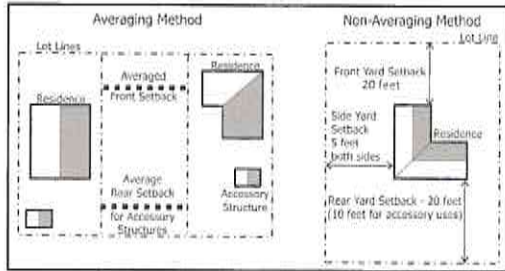 Averaging Method
Lot Lines
Residence
Averaged
Front Setback
Average
Rear Setback
for Accessory
Structures
Residence
Accessory
Structure
Non-Averaging Method
Lot Line
Front Yard Setback
20 feet
Side Yard
Setback
5 feet
both sides
Residence
Rear Yard Setback - 20 feet
(10 feet for accessory uses)